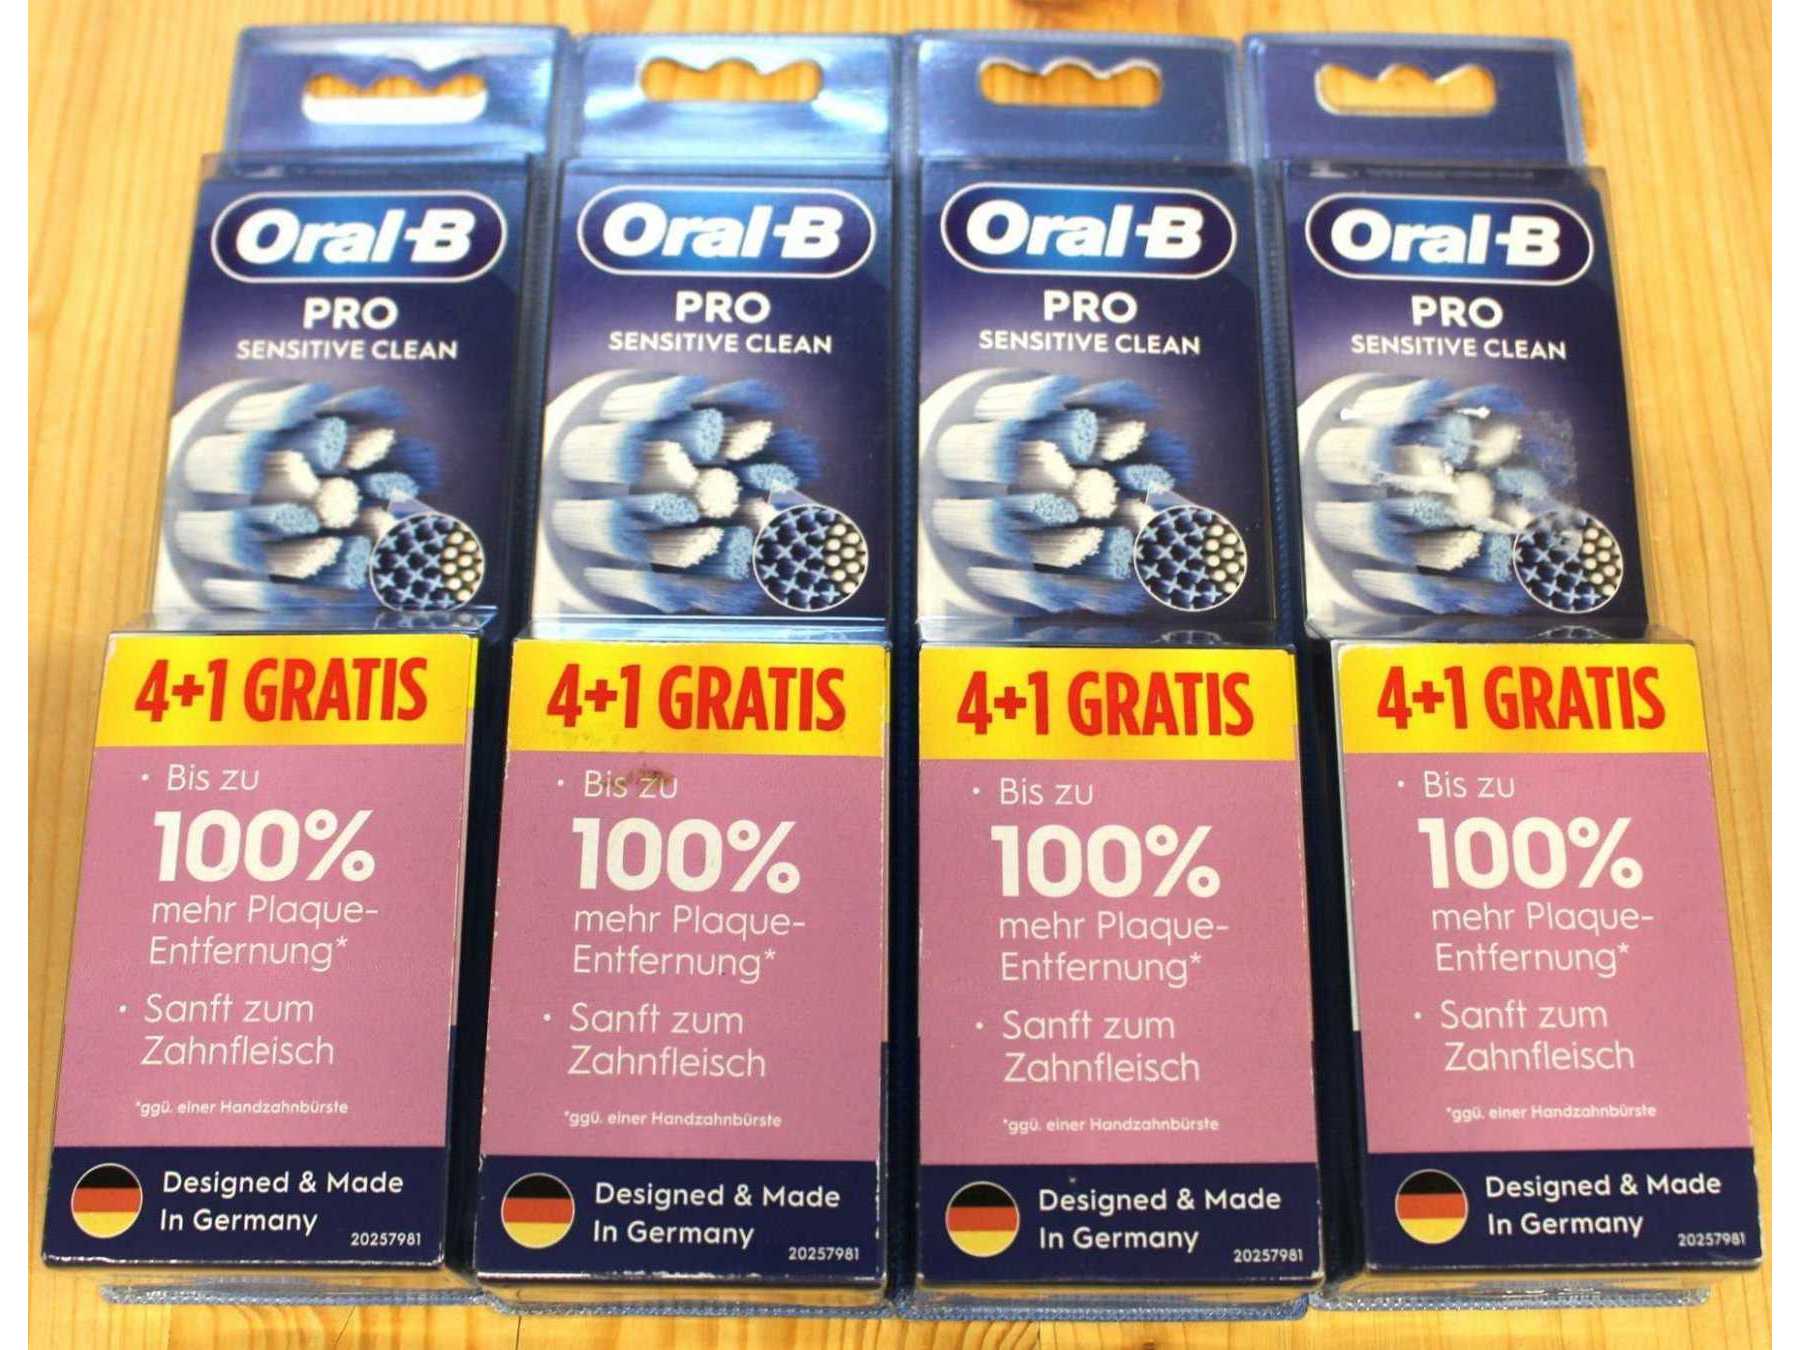 Oral-B
PRO
SENSITIVE CLEAN
4+1 GRATIS
· Bis zu
100%
mehr Plaque-
Entfernung*
· Sanft zum
Zahnfleisch
*ggü. einer Handzahnbürste
Designed & Made
In Germany
20257981
Oral-B
PRO
SENSITIVE CLEAN
4+1 GRATIS
· Bis zu
100%
mehr Plaque-
Entfernung*
· Sanft zum
Zahnfleisch
*ggü. einer Handzahnbürste
Designed & Made
In Germany
20257981
Oral-B
PRO
SENSITIVE CLEAN
4+1 GRATIS
· Bis zu
100%
mehr Plaque-
Entfernung*
· Sanft zum
Zahnfleisch
*ggü. einer Handzahnbürste
Designed & Made
In Germany
20257981
Oral-B
PRO
SENSITIVE CLEAN
4+1 GRATIS
· Bis zu
100%
mehr Plaque-
Entfernung*
· Sanft zum
Zahnfleisch
*ggü. einer Handzahnbürste
Designed & Made
In Germany
20257981